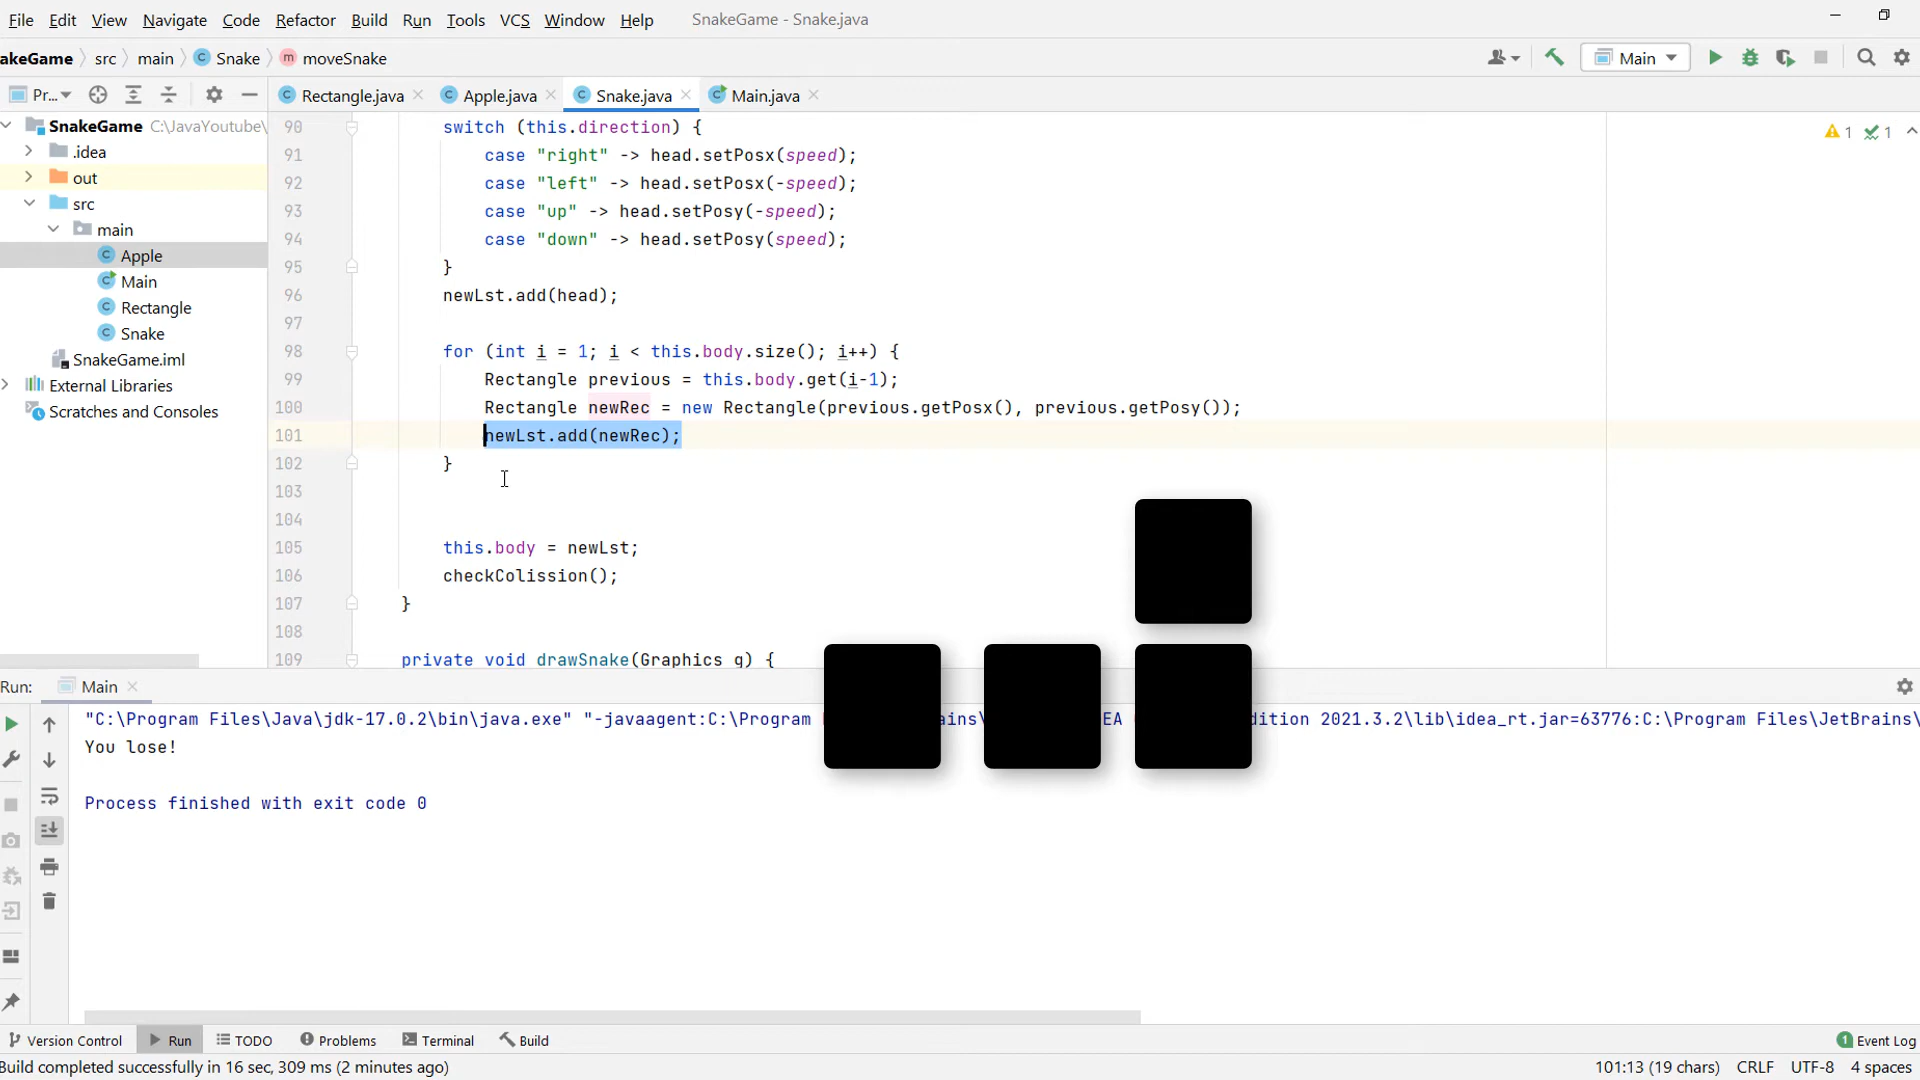 File Edit View Navigate Code Refactor Build Run Tools VCS Window Help SnakeGame - Snake.java
akeGame src main Snake moveSnake Main
Pr... Rectangle.java Apple.java Snake.java Main.java
SnakeGame C:\JavaYoutube\
.idea
out
src
main
Apple
Main
Rectangle
Snake
SnakeGame.iml
External Libraries
Scratches and Consoles
1 1
90 switch (this.direction) {
91 case "right" -> head.setPosx(speed);
92 case "left" -> head.setPosx(-speed);
93 case "up" -> head.setPosy(-speed);
94 case "down" -> head.setPosy(speed);
95 }
96 newLst.add(head);
97
98 for (int i = 1; i < this.body.size(); i++) {
99 Rectangle previous = this.body.get(i-1);
100 Rectangle newRec = new Rectangle(previous.getPosx(), previous.getPosy());
101 newLst.add(newRec);
102 }
103
104
105 this.body = newLst;
106 checkColission();
107 }
108
109 private void drawSnake(Graphics g) {
Run: Main
"C:\Program Files\Java\jdk-17.0.2\bin\java.exe" "-javaagent:C:\Program ains\ EA dition 2021.3.2\lib\idea_rt.jar=63776:C:\Program Files\JetBrains\
You lose!
Process finished with exit code 0
Version Control Run TODO Problems Terminal Build 1 Event Log
Build completed successfully in 16 sec, 309 ms (2 minutes ago) 101:13 (19 chars) CRLF UTF-8 4 spaces